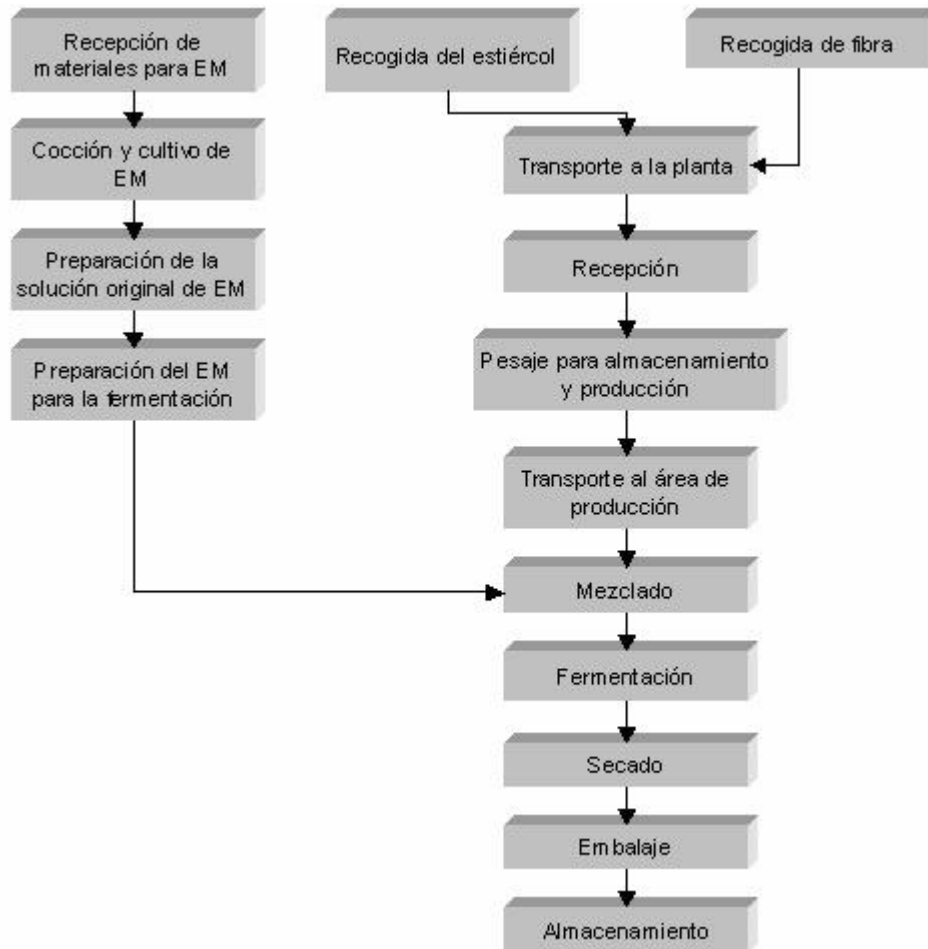 Recepción de
materiales para EM
Cocción y cultivo de
EM
Preparación de la
solución original de EM
Preparación del EM
para la fermentación
Recogida del estiércol
Recogida de fibra
Transporte a la planta
Recepción
Pesaje para almacenamiento
y producción
Transporte al área de
producción
Mezclado
Fermentación
Secado
Embalaje
Almacenamiento